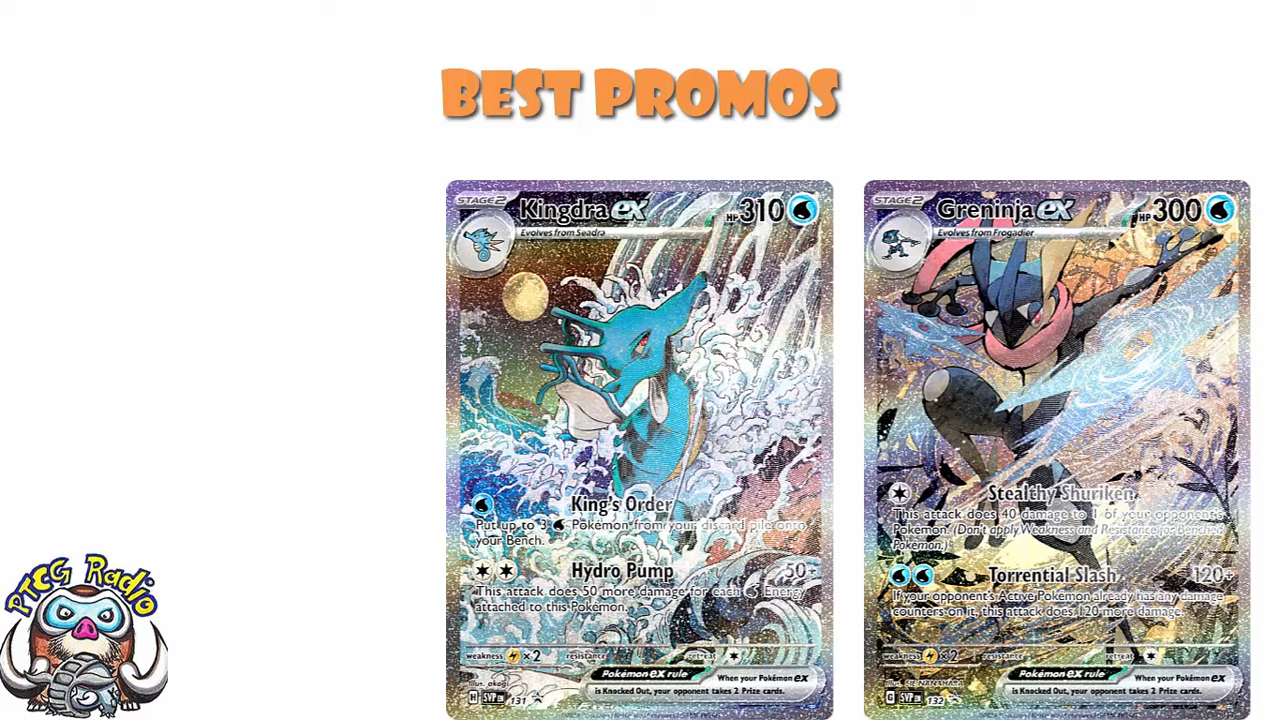 BEST PROMOS
STAGE2 Kingdra ex HP 310
Evolves from Seadra
King's Order
Put up to 3 Pokémon from your discard pile onto
your Bench.
Hydro Pump 50+
This attack does 50 more damage for each Energy
attached to this Pokémon.
weakness ×2 resistance retreat
Pokémon ex rule When your Pokémon ex
is Knocked Out, your opponent takes 2 Prize cards.
H SVP EN 131
STAGE2 Greninja ex HP 300
Evolves from Frogadier
Stealthy Shuriken
This attack does 40 damage to 1 of your opponent's
Pokémon. (Don't apply Weakness and Resistance for Benched
Pokémon.)
Torrential Slash 120+
If your opponent's Active Pokémon already has any damage
counters on it, this attack does 120 more damage.
weakness ×2 resistance retreat
Pokémon ex rule When your Pokémon ex
is Knocked Out, your opponent takes 2 Prize cards.
SVP EN 132
PTCG Radio